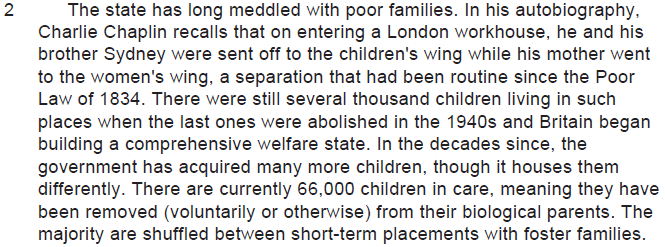 2 The state has long meddled with poor families. In his autobiography,
Charlie Chaplin recalls that on entering a London workhouse, he and his
brother Sydney were sent off to the children's wing while his mother went
to the women's wing, a separation that had been routine since the Poor
Law of 1834. There were still several thousand children living in such
places when the last ones were abolished in the 1940s and Britain began
building a comprehensive welfare state. In the decades since, the
government has acquired many more children, though it houses them
differently. There are currently 66,000 children in care, meaning they have
been removed (voluntarily or otherwise) from their biological parents. The
majority are shuffled between short-term placements with foster families.